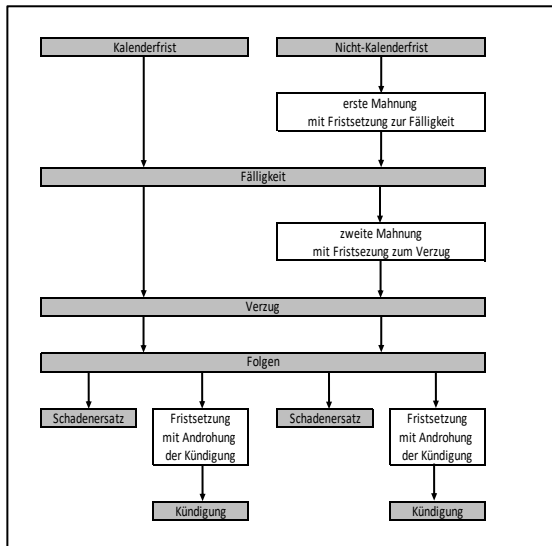 Kalenderfrist
Nicht-Kalenderfrist
erste Mahnung
mit Fristsetzung zur Fälligkeit
Fälligkeit
zweite Mahnung
mit Fristsezung zum Verzug
Verzug
Folgen
Schadenersatz
Fristsetzung
mit Androhung
der Kündigung
Schadenersatz
Fristsetzung
mit Androhung
der Kündigung
Kündigung
Kündigung